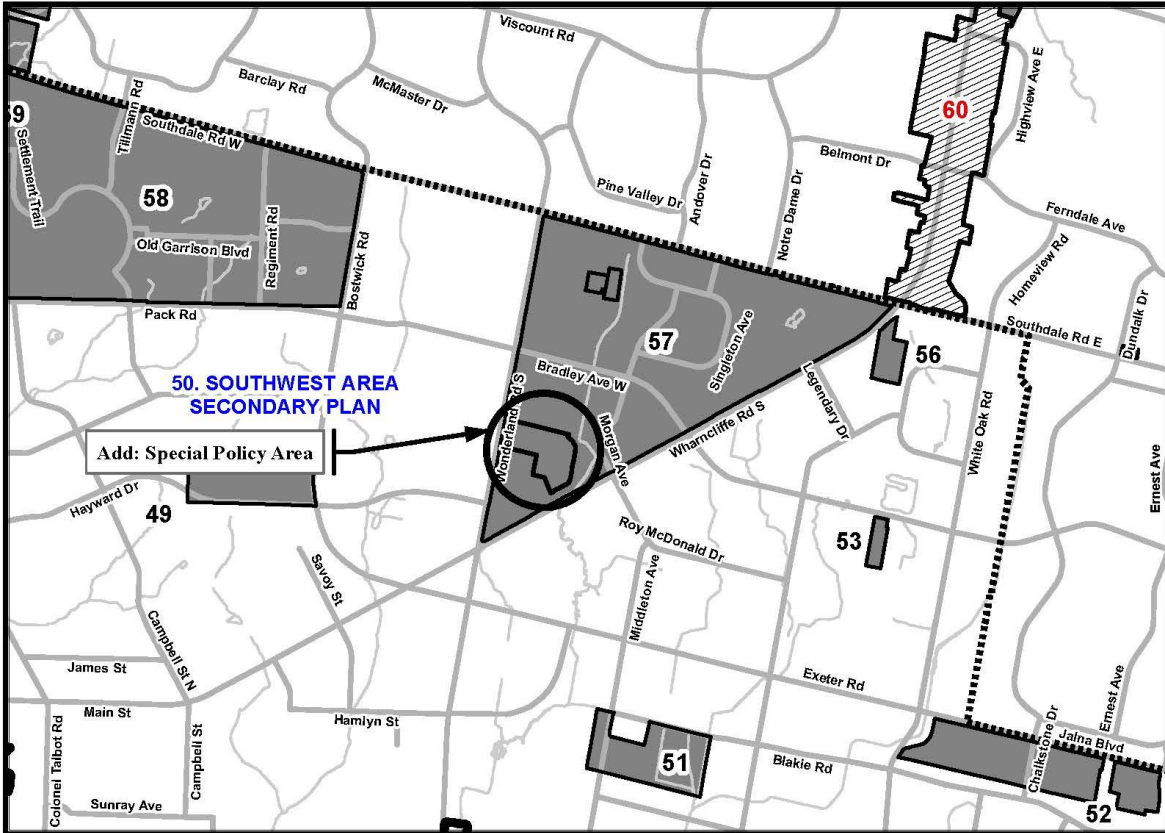 Viscount Rd
Barclay Rd
McMaster Dr
Highview Ave E
60
59
Tillmann Rd
Southdale Rd W
Settlement Trail
Belmont Dr
58
Pine Valley Dr
Andover Dr
Notre Dame Dr
Ferndale Ave
Old Garrison Blvd
Regiment Rd
Bostwick Rd
Homeview Rd
Dundalk Dr
Pack Rd
Southdale Rd E
57
Singleton Ave
56
50. SOUTHWEST AREA
SECONDARY PLAN
Bradley Ave W
Legendary Dr
White Oak Rd
Add: Special Policy Area
Wonderland Rd S
Morgan Ave
Wharncliffe Rd S
Ernest Ave
Hayward Dr
49
Roy McDonald Dr
53
Savoy St
Middleton Ave
Campbell St N
James St
Exeter Rd
Main St
Hamlyn St
Ernest Ave
Jalna Blvd
Chalkstone Dr
Colonel Talbot Rd
Campbell St
51
Blakie Rd
Sunray Ave
52